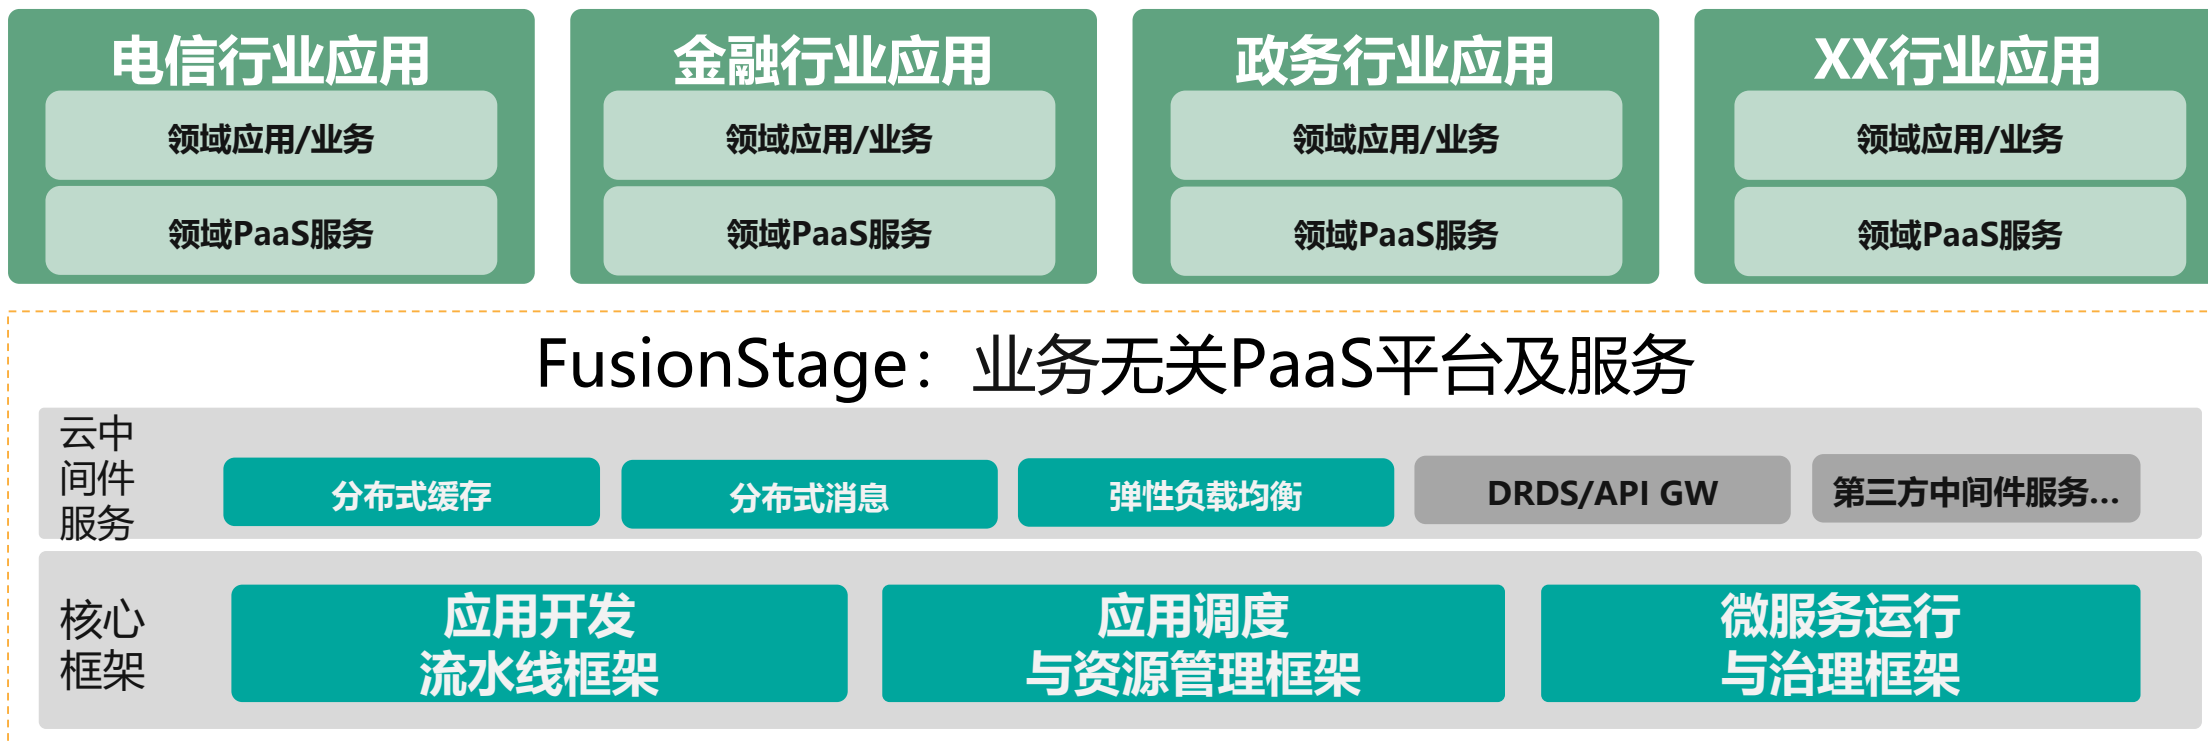 电信行业应用
领域应用/业务
领域PaaS服务
金融行业应用
领域应用/业务
领域PaaS服务
政务行业应用
领域应用/业务
领域PaaS服务
XX行业应用
领域应用/业务
领域PaaS服务
FusionStage：业务无关PaaS平台及服务
云中
间件
服务
分布式缓存
分布式消息
弹性负载均衡
DRDS/API GW
第三方中间件服务...
核心
框架
应用开发
流水线框架
应用调度
与资源管理框架
微服务运行
与治理框架